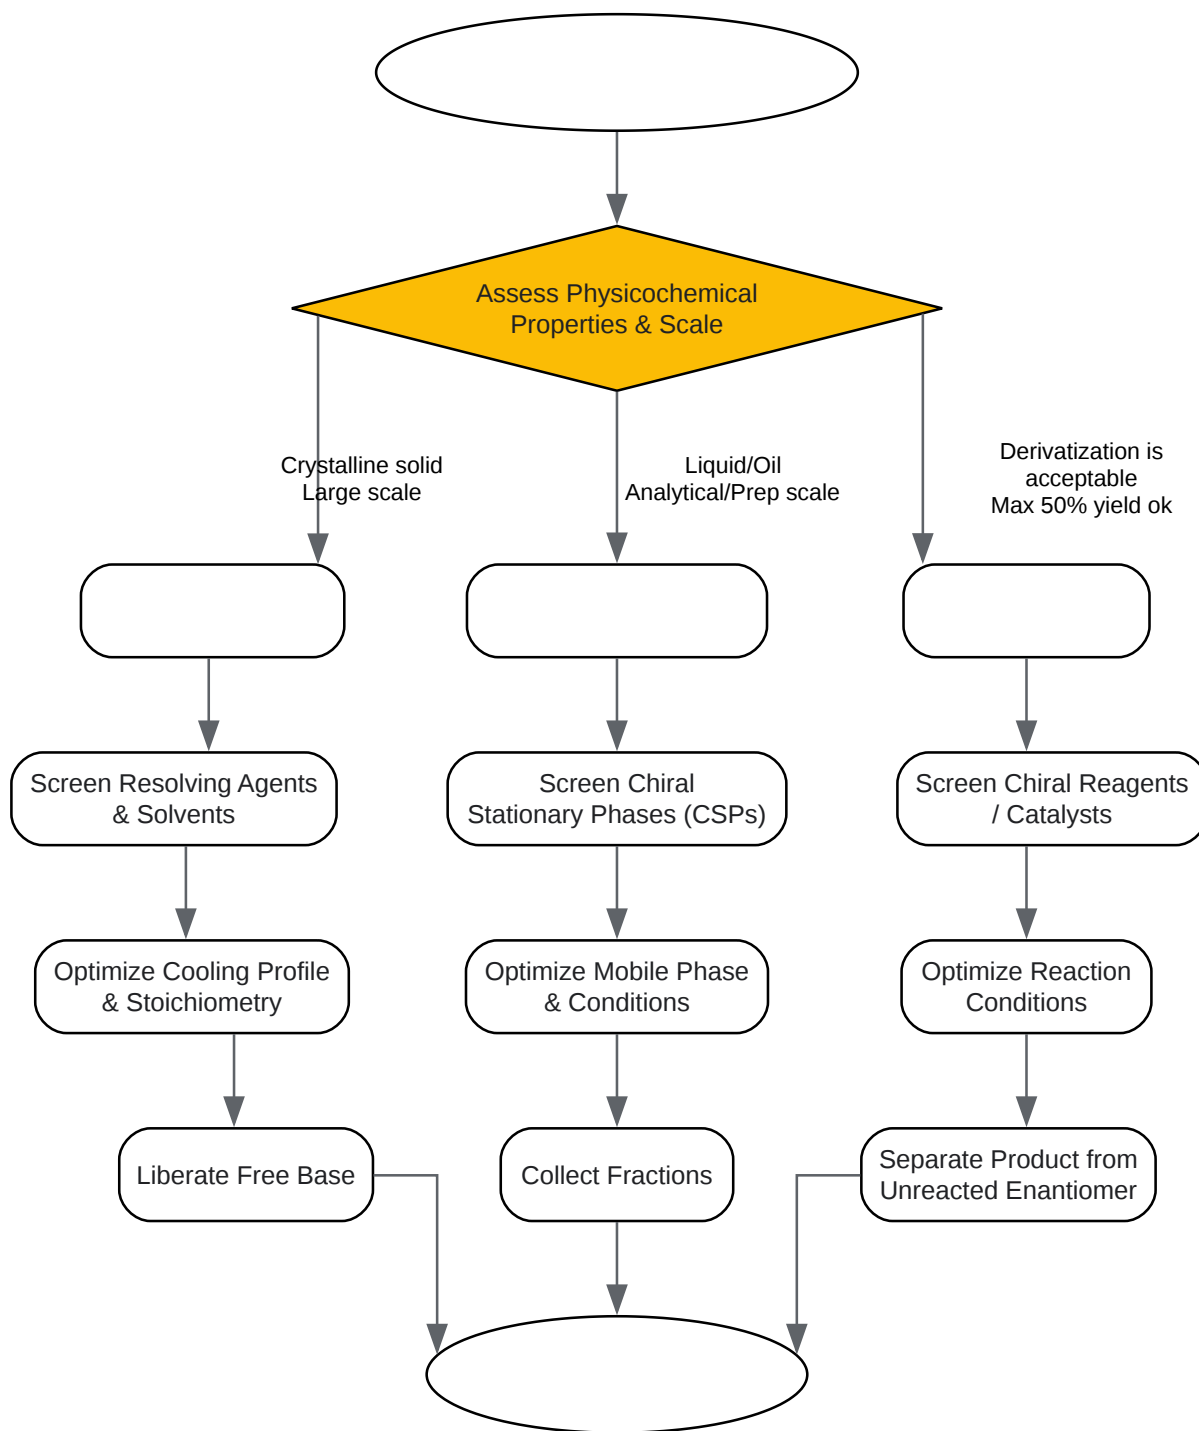 Assess Physicochemical
Properties & Scale
Crystalline solid
Large scale
Liquid/Oil
Analytical/Prep scale
Derivatization is
acceptable
Max 50% yield ok
Screen Resolving Agents
& Solvents
Screen Chiral
Stationary Phases (CSPs)
Screen Chiral Reagents
/ Catalysts
Optimize Cooling Profile
& Stoichiometry
Optimize Mobile Phase
& Conditions
Optimize Reaction
Conditions
Liberate Free Base
Collect Fractions
Separate Product from
Unreacted Enantiomer